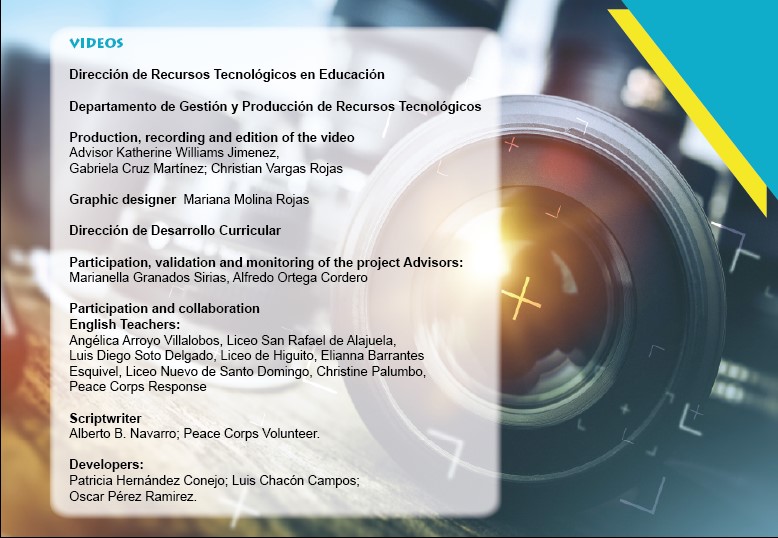 VIDEOS
Dirección de Recursos Tecnológicos en Educación
Departamento de Gestión y Producción de Recursos Tecnológicos
Production, recording and edition of the video
Advisor Katherine Williams Jimenez,
Gabriela Cruz Martínez; Christian Vargas Rojas
Graphic designer Mariana Molina Rojas
Dirección de Desarrollo Curricular
Participation, validation and monitoring of the project Advisors:
Marianella Granados Sirias, Alfredo Ortega Cordero
Participation and collaboration
English Teachers:
Angélica Arroyo Villalobos, Liceo San Rafael de Alajuela,
Luis Diego Soto Delgado, Liceo de Higuito, Elianna Barrantes
Esquivel, Liceo Nuevo de Santo Domingo, Christine Palumbo,
Peace Corps Response
Scriptwriter
Alberto B. Navarro; Peace Corps Volunteer.
Developers:
Patricia Hernández Conejo; Luis Chacón Campos;
Oscar Pérez Ramirez.